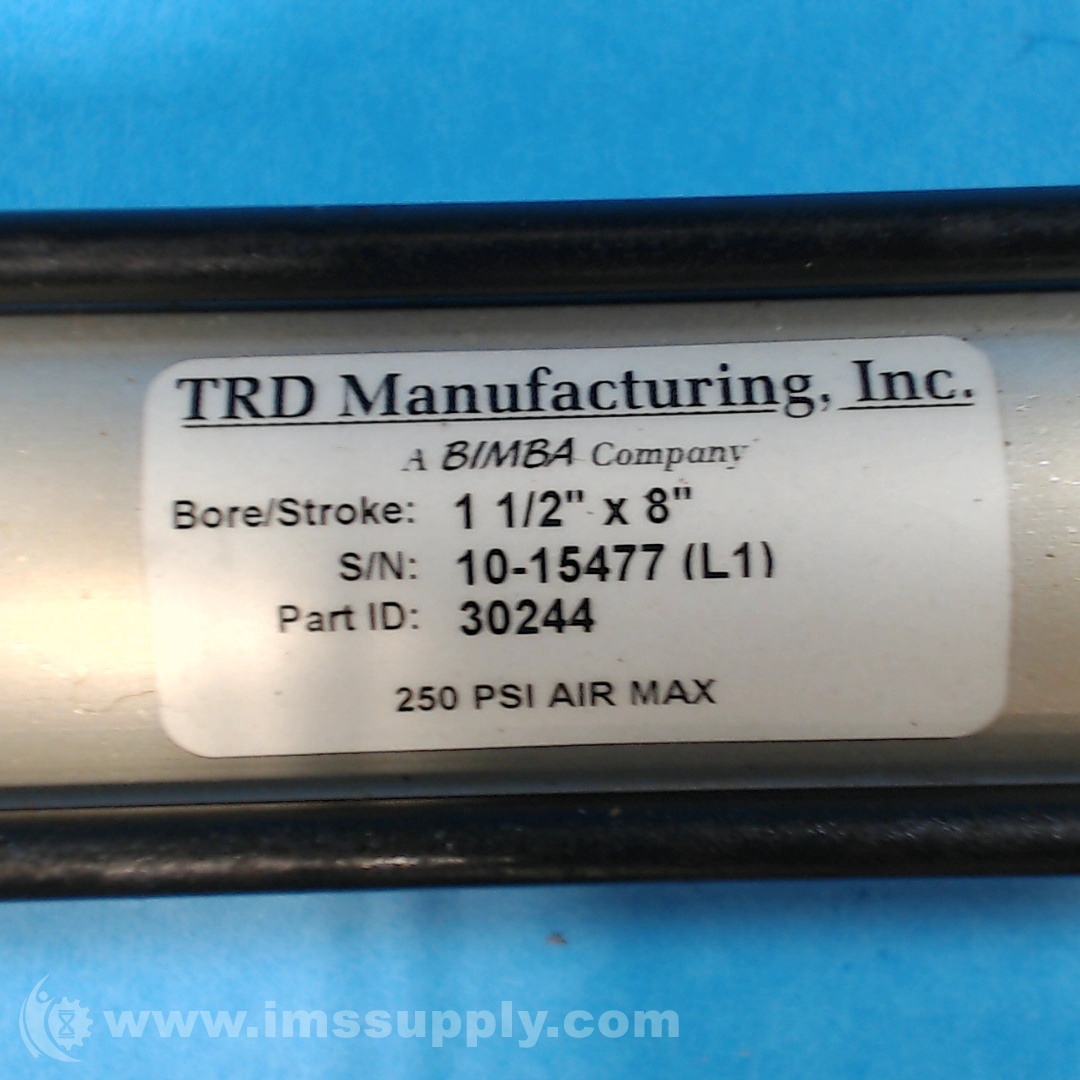 TRD Manufacturing, Inc.
A BIMBA Company
Bore/Stroke: 1 1/2" x 8"
S/N: 10-15477 (L1)
Part ID: 30244
250 PSI AIR MAX
www.imssupply.com